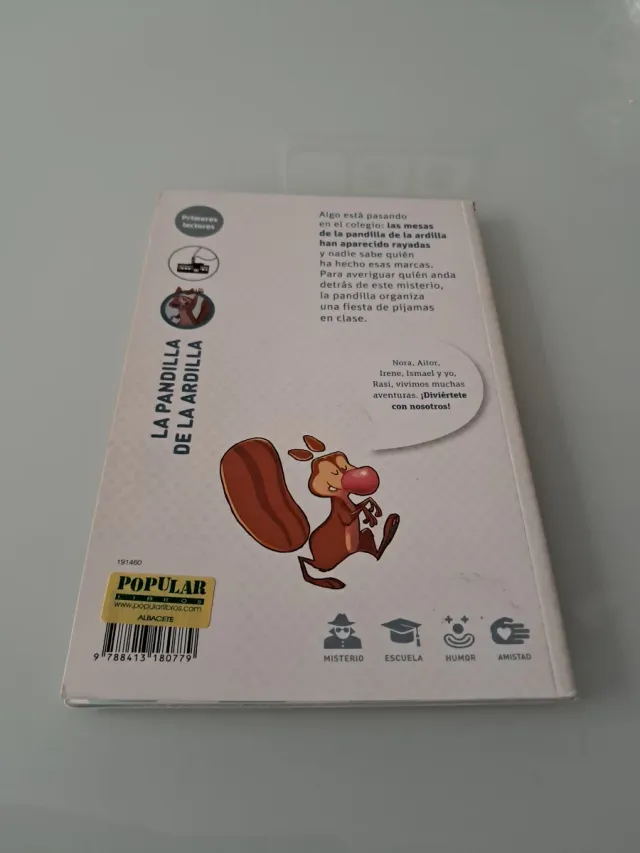 Primeros
lectores
LA PANDILLA
DE LA ARDILLA
Algo está pasando
en el colegio: las mesas
de la pandilla de la ardilla
han aparecido rayadas
y nadie sabe quién
ha hecho esas marcas.
Para averiguar quién anda
detrás de este misterio,
la pandilla organiza
una fiesta de pijamas
en clase.
Nora, Aitor,
Irene, Ismael y yo,
Rasi, vivimos muchas
aventuras. ¡Diviértete
con nosotros!
191460
POPULAR
LIBROS
www.popularlibros.com
ALBACETE
9 788413 180779
MISTERIO
ESCUELA
HUMOR
AMISTAD